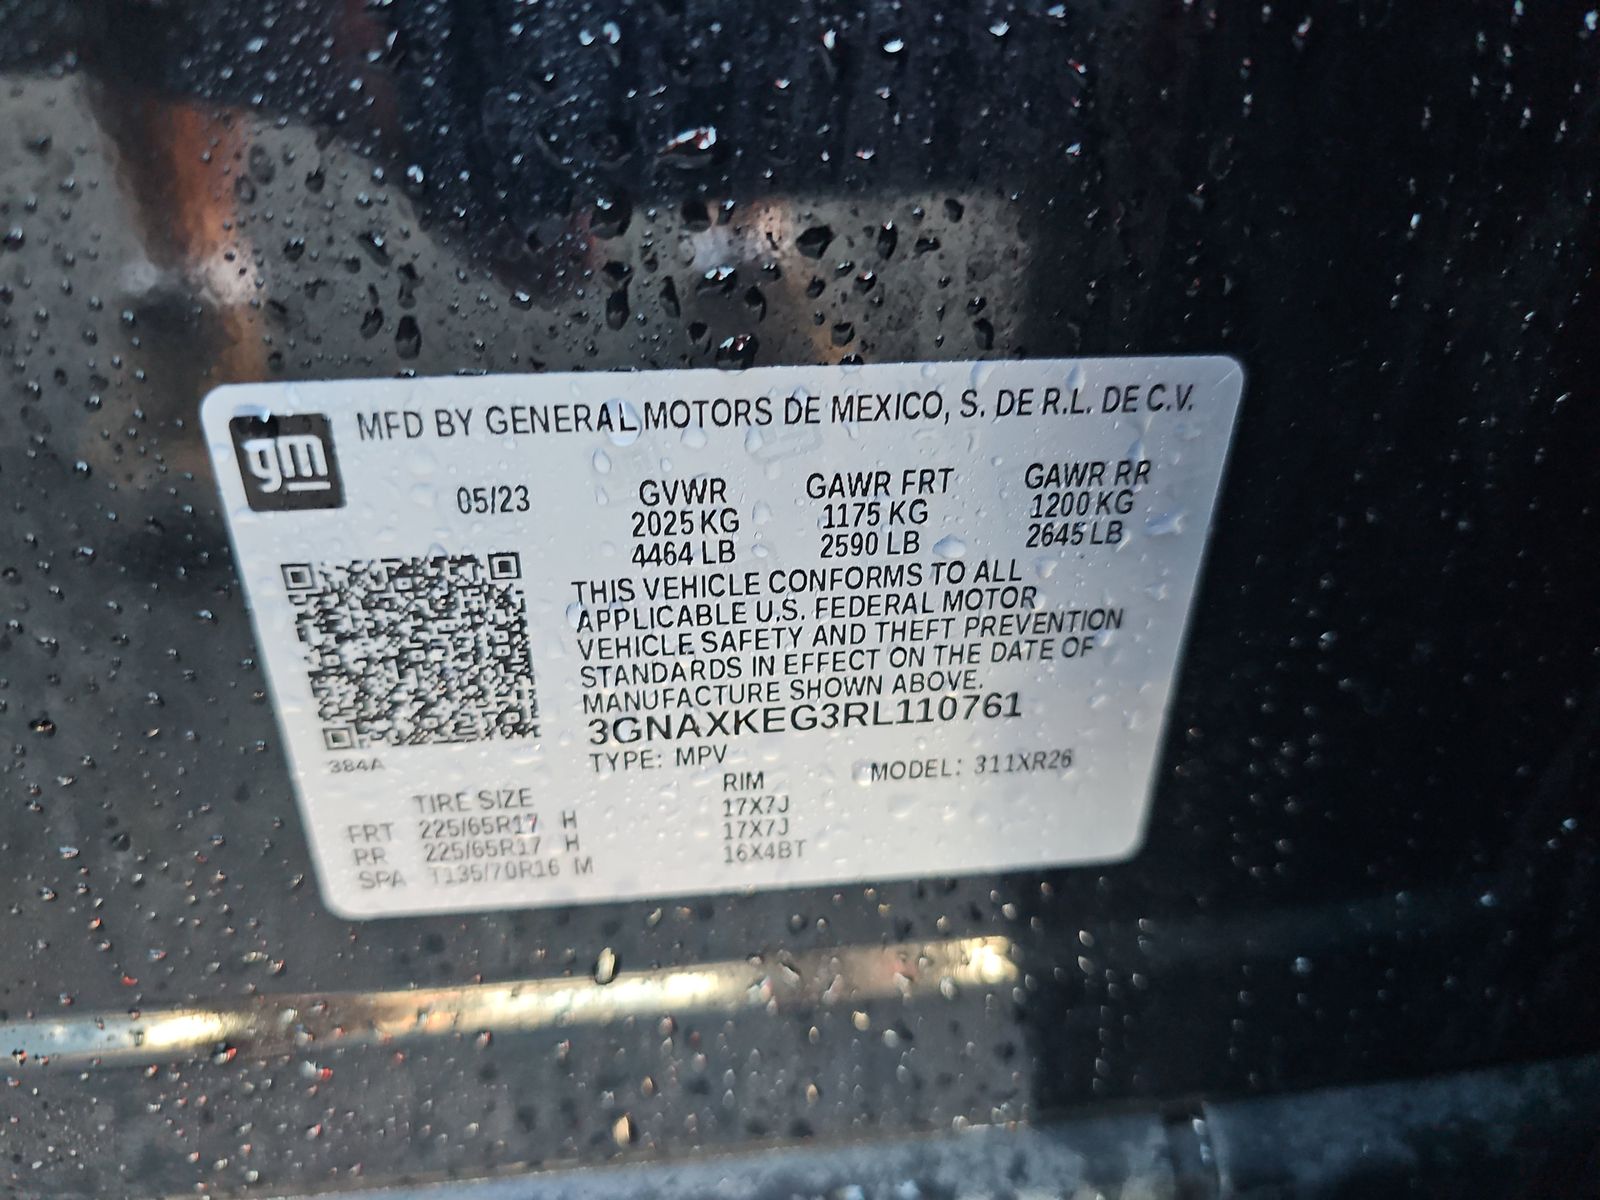 gm
MFD BY GENERAL MOTORS DE MEXICO, S. DE R.L. DE C.V.
05/23 GVWR GAWR FRT GAWR RR
2025 KG 1175 KG 1200 KG
4464 LB 2590 LB 2645 LB
THIS VEHICLE CONFORMS TO ALL
APPLICABLE U.S. FEDERAL MOTOR
VEHICLE SAFETY AND THEFT PREVENTION
STANDARDS IN EFFECT ON THE DATE OF
MANUFACTURE SHOWN ABOVE.
3GNAXKEG3RL110761
384A
TYPE: MPV MODEL: 311XR26
TIRE SIZE RIM
FRT 225/65R17 H 17X7J
RR 225/65R17 H 17X7J
SPA T135/70R16 M 16X4BT